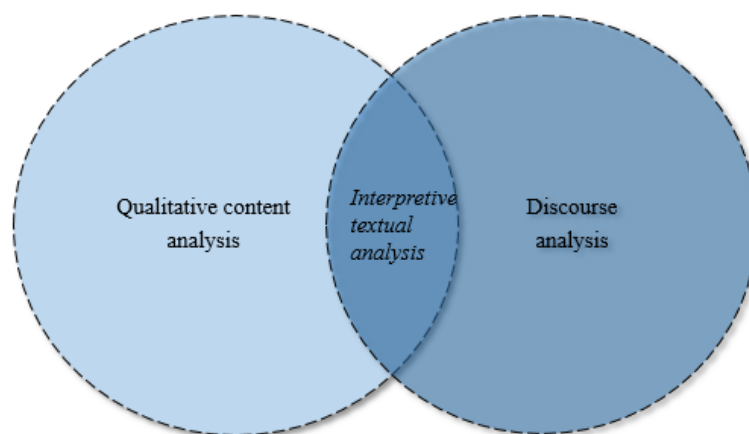 Qualitative content
analysis
Interpretive
textual
analysis
Discourse
analysis